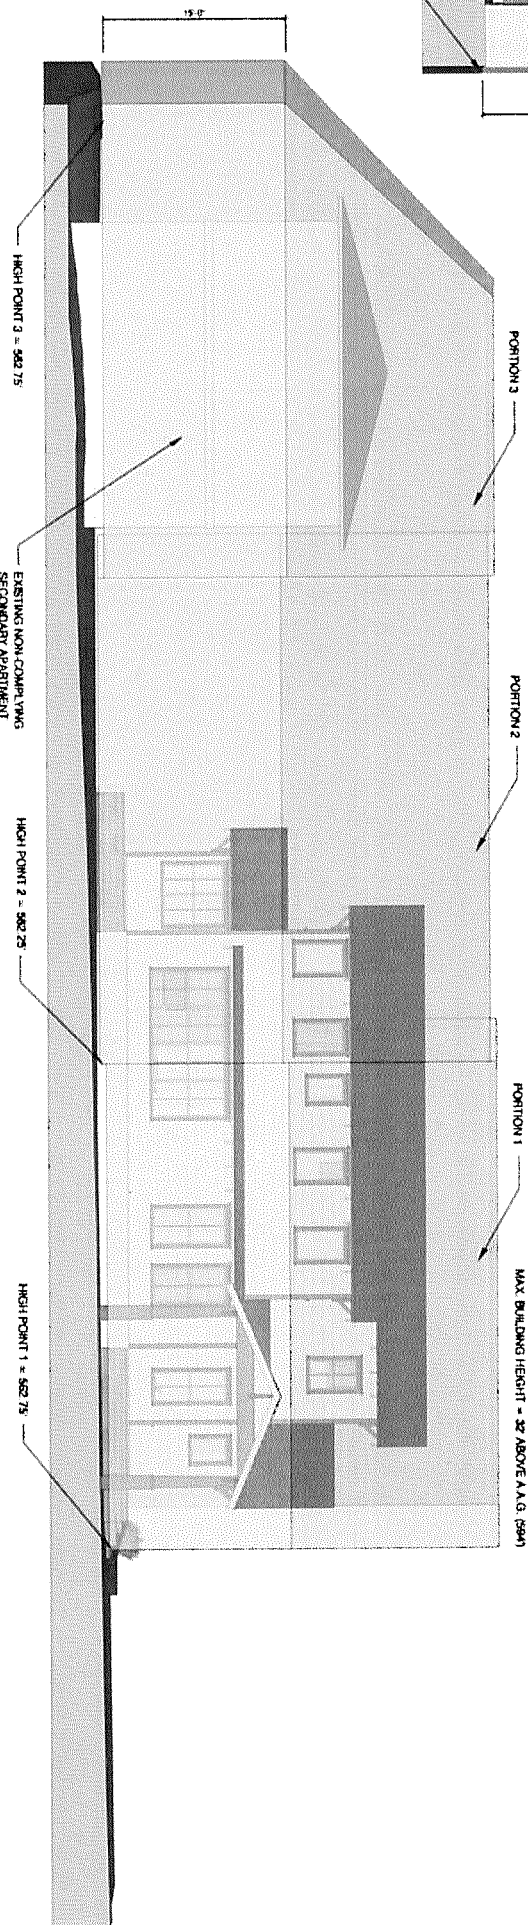 15'-0"
PORTION 3
PORTION 2
PORTION 1
MAX. BUILDING HEIGHT = 32' ABOVE A.A.G. (594')
HIGH POINT 3 = 562.75'
EXISTING NON-COMPLYING
SECONDARY APARTMENT
HIGH POINT 2 = 562.25'
HIGH POINT 1 = 562.75'